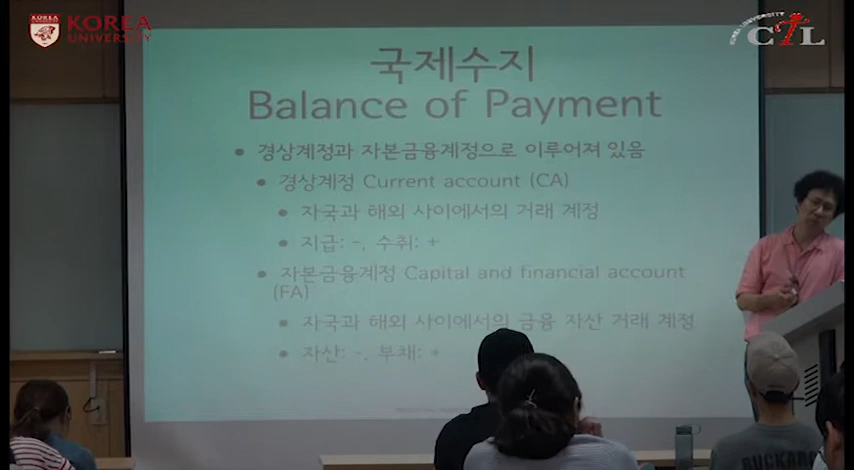 KOREA
UNIVERSITY
CTL
국제수지
Balance of Payment
• 경상계정과 자본금융계정으로 이루어져 있음
• 경상계정 Current account (CA)
• 자국과 해외 사이에서의 거래 계정
• 지급: -, 수취: +
• 자본금융계정 Capital and financial account
(FA)
• 자국과 해외 사이에서의 금융 자산 거래 계정
• 자산: -, 부채: +